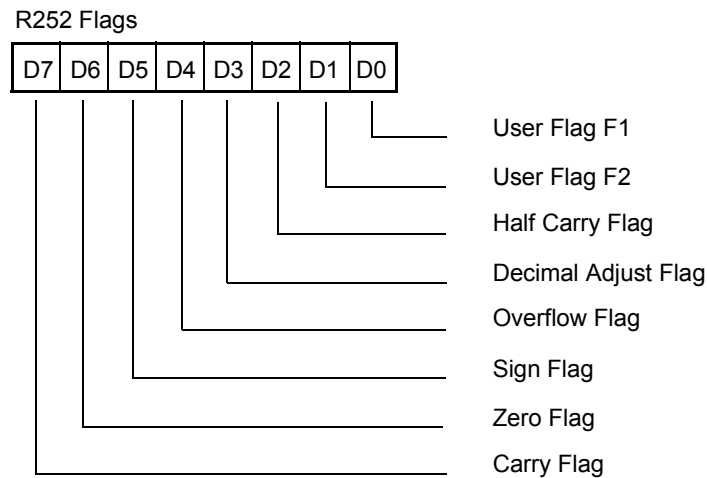 R252 Flags
D7 D6 D5 D4 D3 D2 D1 D0
User Flag F1
User Flag F2
Half Carry Flag
Decimal Adjust Flag
Overflow Flag
Sign Flag
Zero Flag
Carry Flag